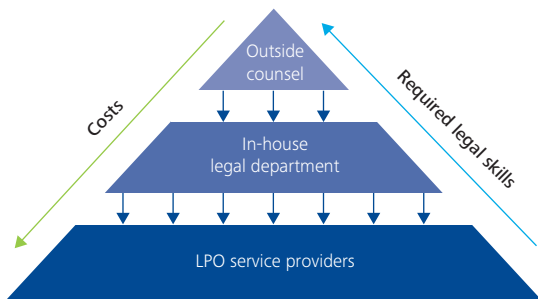 Outside
counsel
Costs
Required legal skills
In-house
legal department
LPO service providers